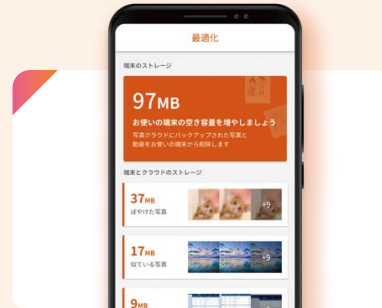 最適化
端末のストレージ
97MB
お使いの端末の空き容量を増やしましょう
写真クラウドにバックアップされた写真と
動画をお使いの端末から削除します
端末とクラウドのストレージ
37MB
ぼやけた写真
+9
17MB
似ている写真
+9
9MB